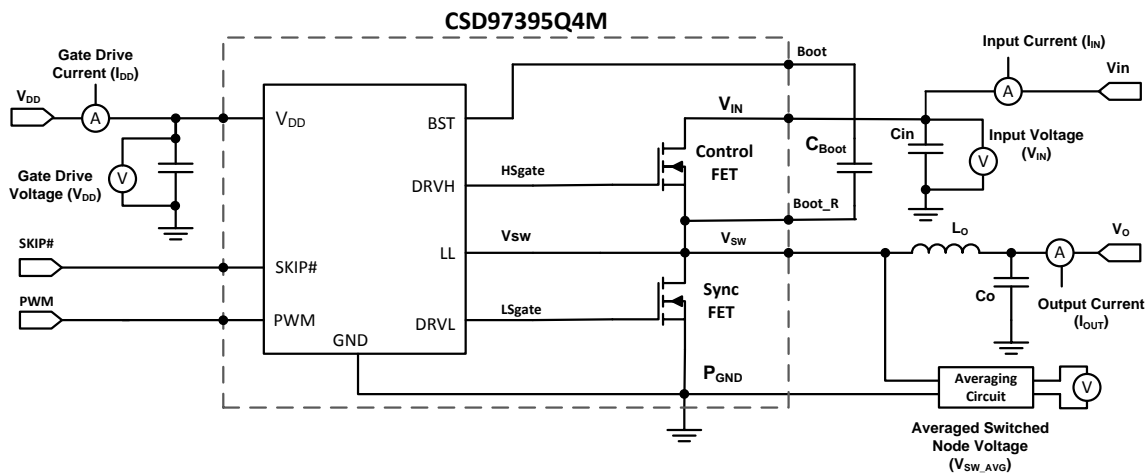 CSD97395Q4M
Gate Drive
Current (IDD)
Input Current (IIN)
Boot
VDD
A
A
Vin
VDD
BST
VIN
Cin
Input Voltage
(VIN)
V
CBoot
Control
FET
V
Gate Drive
Voltage (VDD)
DRVH
HSgate
Boot_R
SKIP#
LL
Vsw
VSW
LO
VO
A
SKIP#
Sync
FET
Co
Output Current
(IOUT)
PWM
PWM
DRVL
LSgate
GND
PGND
Averaging
Circuit
V
Averaged Switched
Node Voltage
(VSW_AVG)